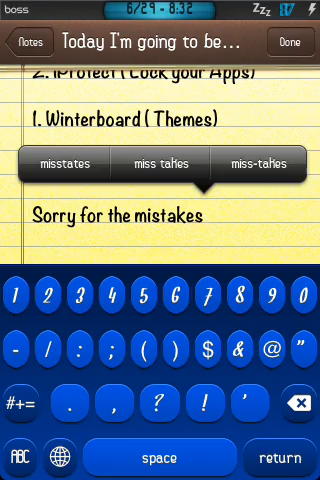 boss 6/29 - 8:32 Zzz 87
Notes Today I'm going to be... Done
2. iProtect ( Lock your Apps)
1. Winterboard ( Themes)
misstates miss takes miss-takes
Sorry for the mistakes
1 2 3 4 5 6 7 8 9 0
- / : ; ( ) $ & @ "
#+= . , ? ! '
ABC space return